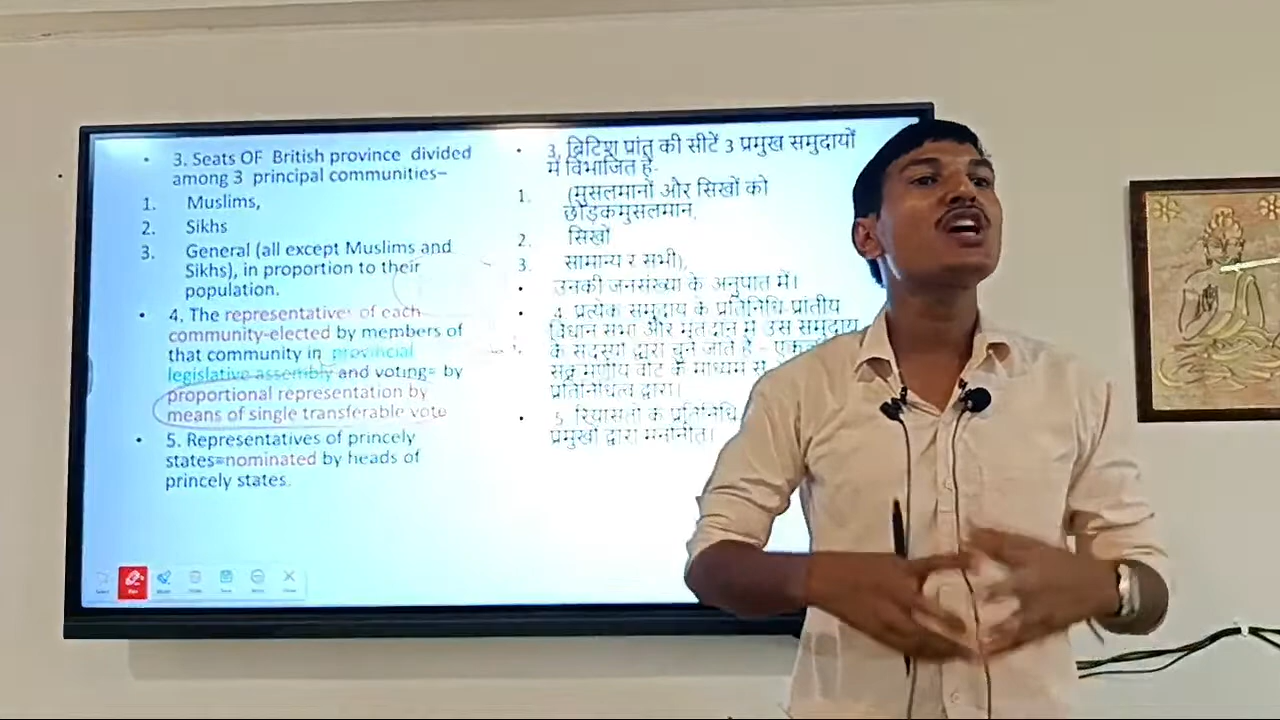 • 3. Seats OF British province divided
among 3 principal communities–
1. Muslims,
2. Sikhs
3. General (all except Muslims and
Sikhs), in proportion to their
population.
• 4. The representatives of each
community-elected by members of
that community in provincial
legislative assembly and voting= by
proportional representation by
means of single transferable vote
• 5. Representatives of princely
states=nominated by heads of
princely states.
• 3. ब्रिटिश प्रांत की सीटें 3 प्रमुख समुदायों
में विभाजित हैं-
1. (मुसलमानों और सिखों को
छोड़कमुसलमान,
2. सिखों
3. सामान्य र सभी),
• उनकी जनसंख्या के अनुपात में।
• 4. प्रत्येक समुदाय के प्रतिनिधि-प्रांतीय
विधान सभा और मतदान में उस समुदाय
के सदस्यों द्वारा चुने जाते हैं –
संक्रमणीय वोट के माध्यम से
प्रतिनिधित्व द्वारा।
• 5. रियासतों के प्रतिनिधि
प्रमुखों द्वारा मनोनीत।